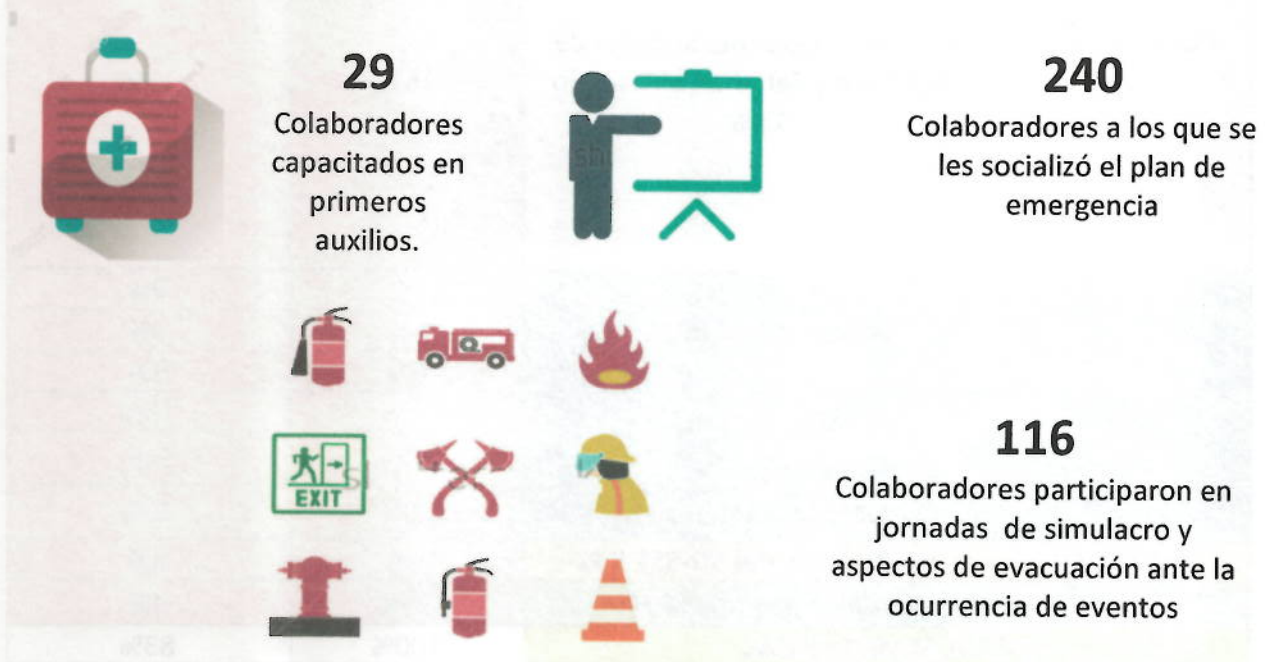 29
Colaboradores
capacitados en
primeros
auxilios.
240
Colaboradores a los que se
les socializó el plan de
emergencia
EXIT
116
Colaboradores participaron en
jornadas de simulacro y
aspectos de evacuación ante la
ocurrencia de eventos